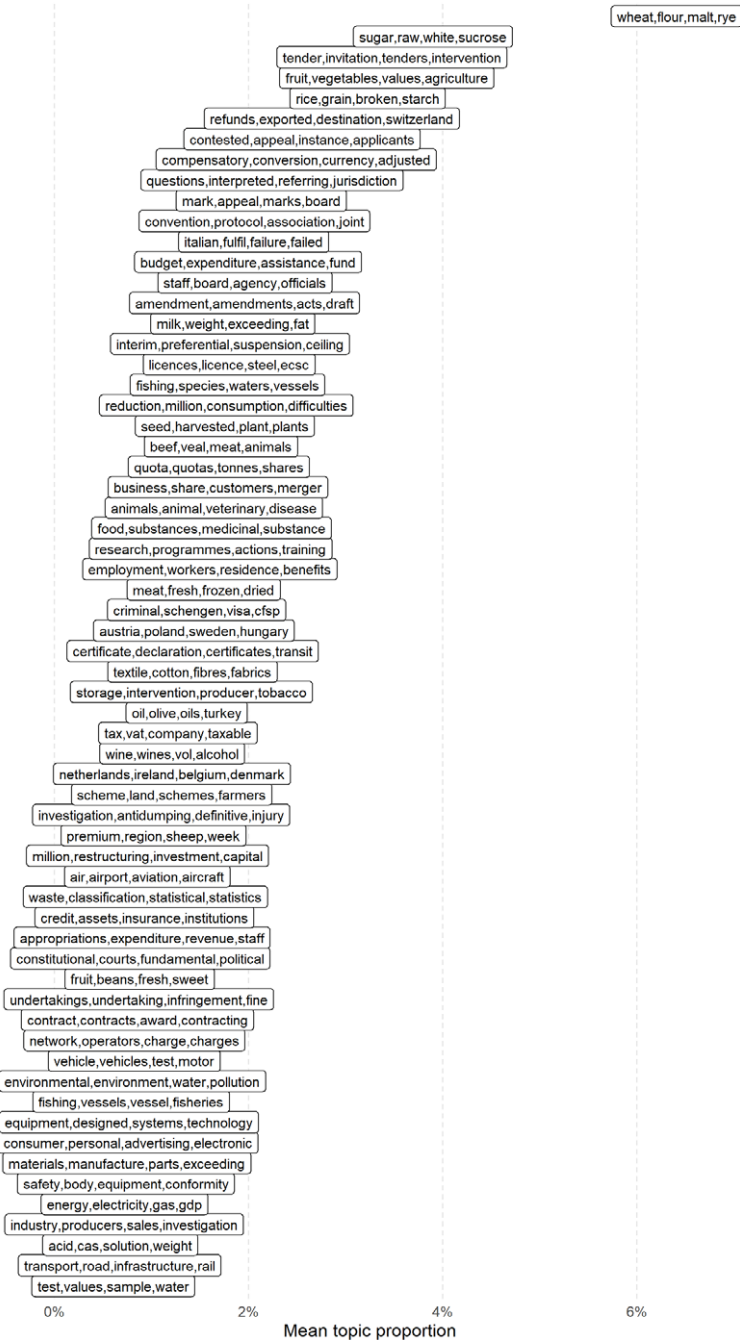 wheat,flour,malt,rye
sugar,raw,white,sucrose
tender,invitation,tenders,intervention
fruit,vegetables,values,agriculture
rice,grain,broken,starch
refunds,exported,destination,switzerland
contested,appeal,instance,applicants
compensatory,conversion,currency,adjusted
questions,interpreted,referring,jurisdiction
mark,appeal,marks,board
convention,protocol,association,joint
italian,fulfil,failure,failed
budget,expenditure,assistance,fund
staff,board,agency,officials
amendment,amendments,acts,draft
milk,weight,exceeding,fat
interim,preferential,suspension,ceiling
licences,licence,steel,ecsc
fishing,species,waters,vessels
reduction,million,consumption,difficulties
seed,harvested,plant,plants
beef,veal,meat,animals
quota,quotas,tonnes,shares
business,share,customers,merger
animals,animal,veterinary,disease
food,substances,medicinal,substance
research,programmes,actions,training
employment,workers,residence,benefits
meat,fresh,frozen,dried
criminal,schengen,visa,cfsp
austria,poland,sweden,hungary
certificate,declaration,certificates,transit
textile,cotton,fibres,fabrics
storage,intervention,producer,tobacco
oil,olive,oils,turkey
tax,vat,company,taxable
wine,wines,vol,alcohol
netherlands,ireland,belgium,denmark
scheme,land,schemes,farmers
investigation,antidumping,definitive,injury
premium,region,sheep,week
million,restructuring,investment,capital
air,airport,aviation,aircraft
waste,classification,statistical,statistics
credit,assets,insurance,institutions
appropriations,expenditure,revenue,staff
constitutional,courts,fundamental,political
fruit,beans,fresh,sweet
undertakings,undertaking,infringement,fine
contract,contracts,award,contracting
network,operators,charge,charges
vehicle,vehicles,test,motor
environmental,environment,water,pollution
fishing,vessels,vessel,fisheries
equipment,designed,systems,technology
consumer,personal,advertising,electronic
materials,manufacture,parts,exceeding
safety,body,equipment,conformity
energy,electricity,gas,gdp
industry,producers,sales,investigation
acid,cas,solution,weight
transport,road,infrastructure,rail
test,values,sample,water
0% 2% 4% 6%
Mean topic proportion